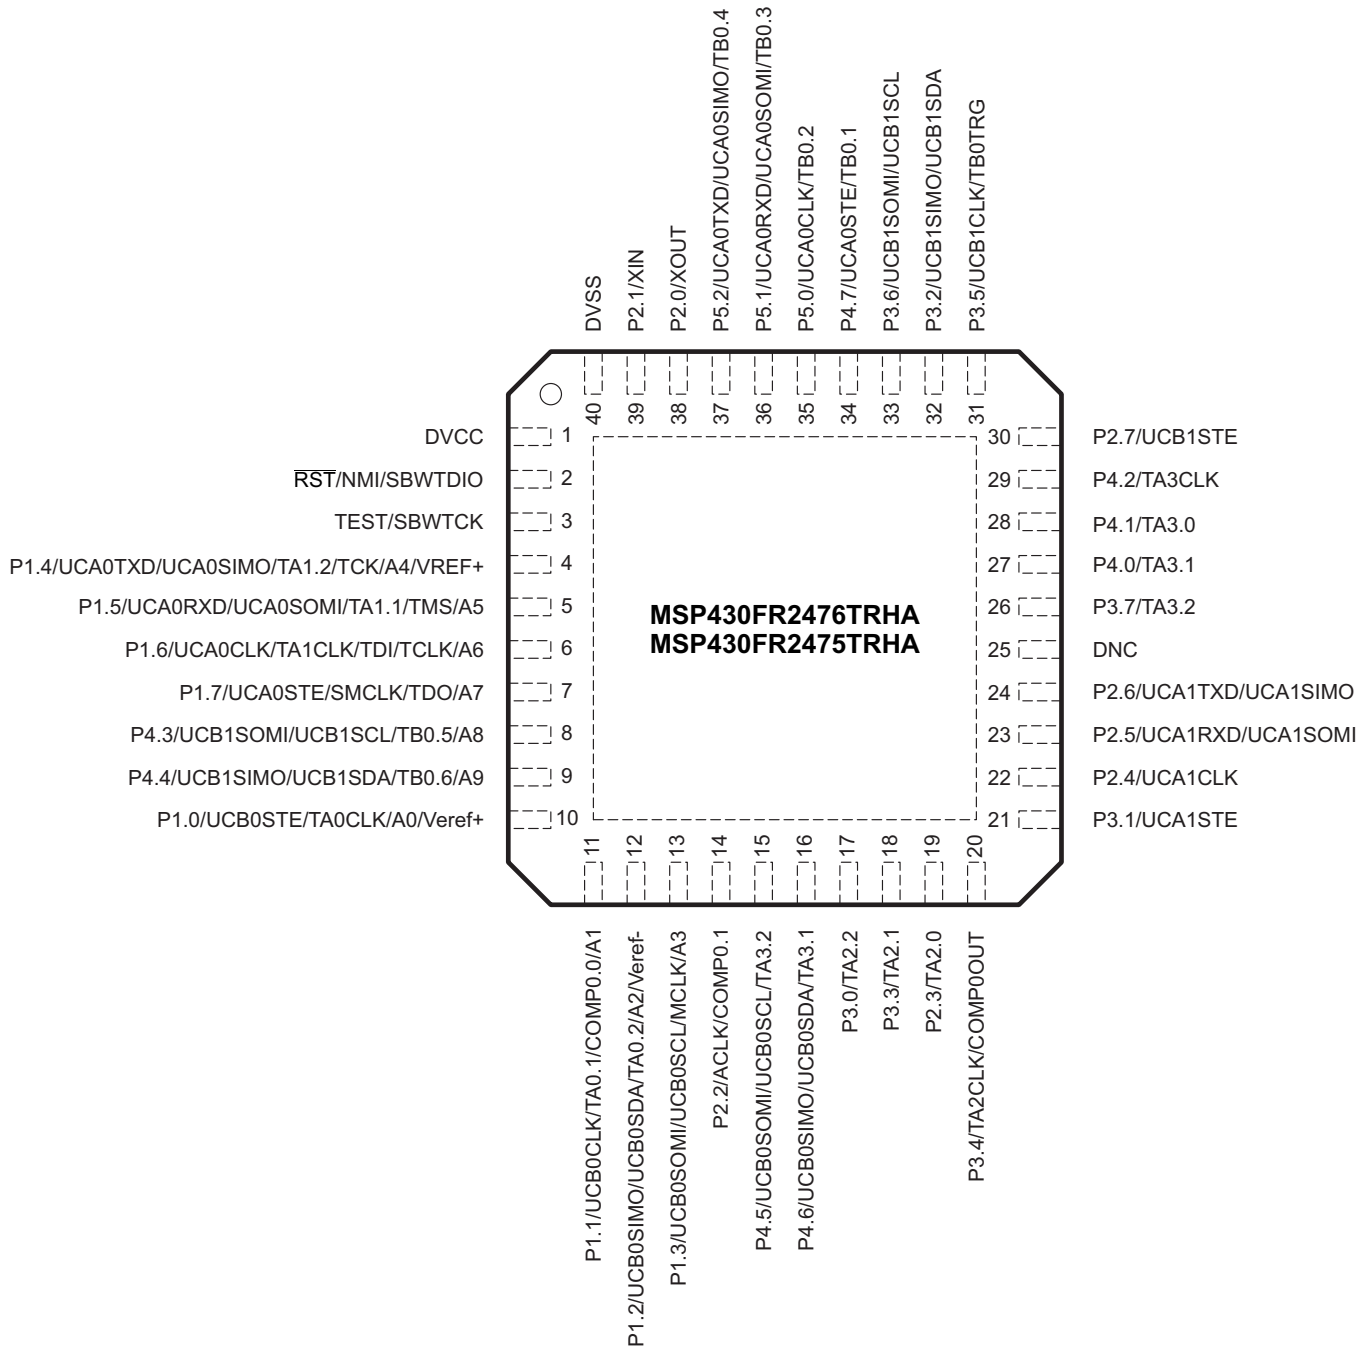 P5.2/UCA0TXD/UCA0SIMO/TB0.4
P5.1/UCA0RXD/UCA0SOMI/TB0.3
P3.6/UCB1SOMI/UCB1SCL
P3.2/UCB1SIMO/UCB1SDA
P3.5/UCB1CLK/TB0TRG
P5.0/UCA0CLK/TB0.2
P4.7/UCA0STE/TB0.1
P2.0/XOUT
P2.1/XIN
DVSS
40
39
38
37
36
35
34
33
32
31
DVCC
1
RST/NMI/SBWTDIO
2
TEST/SBWTCK
3
P1.4/UCA0TXD/UCA0SIMO/TA1.2/TCK/A4/VREF+
4
P1.5/UCA0RXD/UCA0SOMI/TA1.1/TMS/A5
5
P1.6/UCA0CLK/TA1CLK/TDI/TCLK/A6
6
P1.7/UCA0STE/SMCLK/TDO/A7
7
P4.3/UCB1SOMI/UCB1SCL/TB0.5/A8
8
P4.4/UCB1SIMO/UCB1SDA/TB0.6/A9
9
P1.0/UCB0STE/TA0CLK/A0/Veref+
10
MSP430FR2476TRHA
MSP430FR2475TRHA
30
P2.7/UCB1STE
29
P4.2/TA3CLK
28
P4.1/TA3.0
27
P4.0/TA3.1
26
P3.7/TA3.2
25
DNC
24
P2.6/UCA1TXD/UCA1SIMO
23
P2.5/UCA1RXD/UCA1SOMI
22
P2.4/UCA1CLK
21
P3.1/UCA1STE
11
12
13
14
15
16
17
18
19
20
P1.1/UCB0CLK/TA0.1/COMP0.0/A1
P1.2/UCB0SIMO/UCB0SDA/TA0.2/A2/Veref-
P1.3/UCB0SOMI/UCB0SCL/MCLK/A3
P2.2/ACLK/COMP0.1
P4.5/UCB0SOMI/UCB0SCL/TA3.2
P4.6/UCB0SIMO/UCB0SDA/TA3.1
P3.0/TA2.2
P3.3/TA2.1
P2.3/TA2.0
P3.4/TA2CLK/COMP0OUT